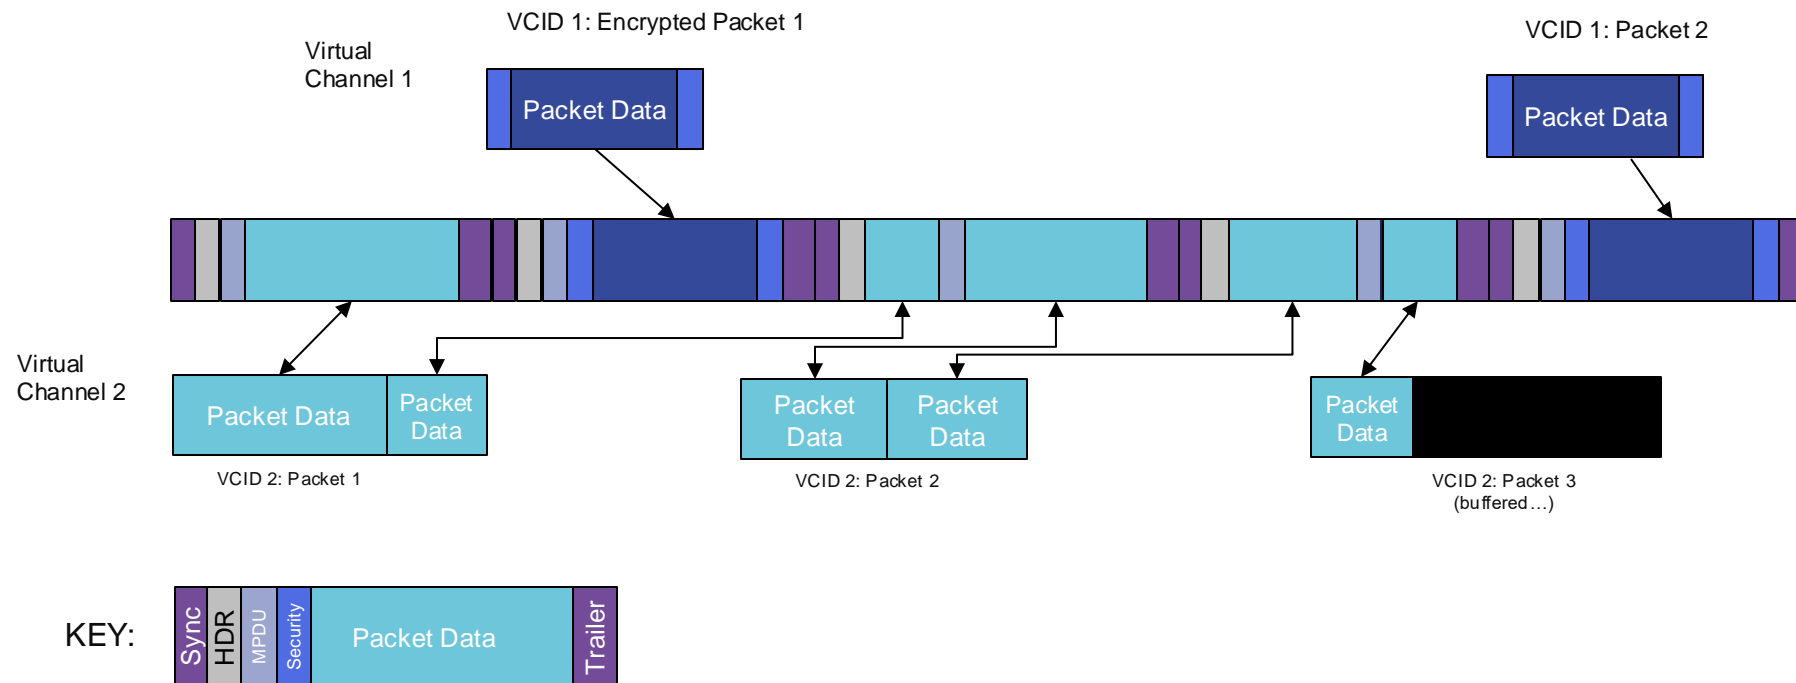 VCID 1: Encrypted Packet 1
VCID 1: Packet 2
Virtual
Channel 1
Packet Data
Packet Data
Virtual
Channel 2
Packet Data
Packet
Data
Packet
Data
Packet
Data
Packet
Data
VCID 2: Packet 1
VCID 2: Packet 2
VCID 2: Packet 3
(buffered...)
KEY:
Sync
HDR
MPDU
Security
Packet Data
Trailer